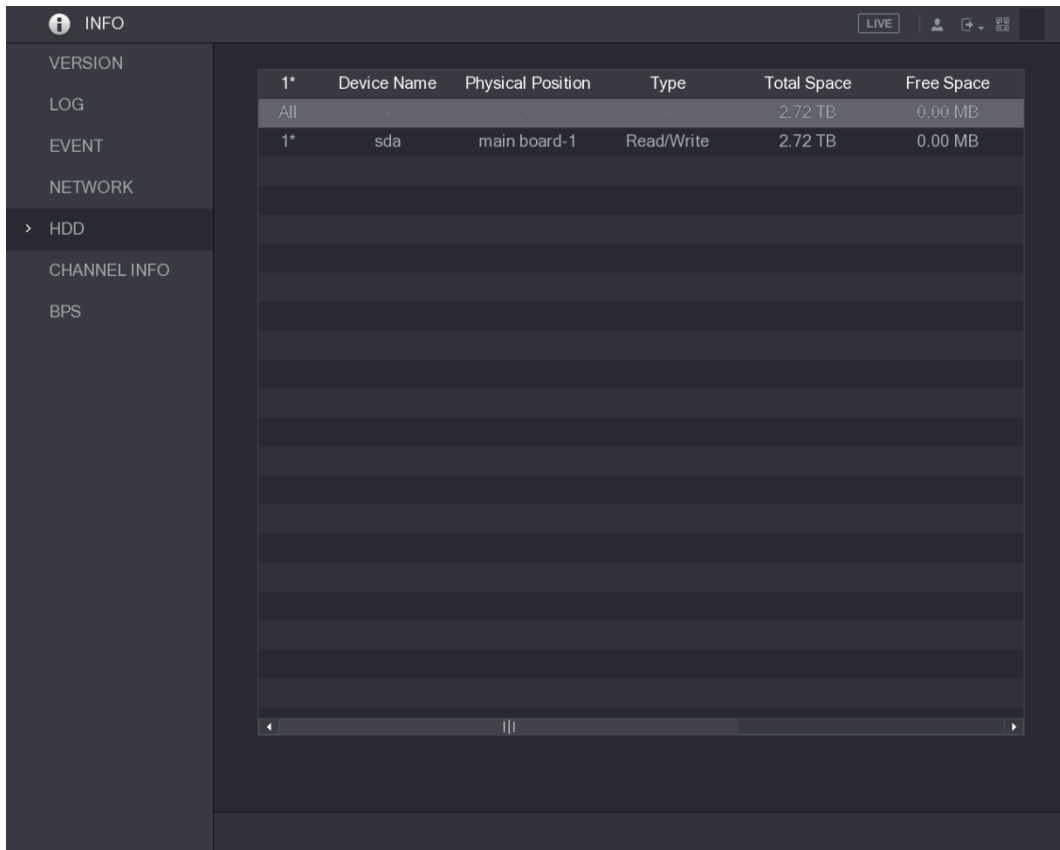 INFO LIVE
VERSION
LOG
EVENT
NETWORK
HDD
CHANNEL INFO
BPS
1* Device Name Physical Position Type Total Space Free Space
All - - - 2.72 TB 0.00 MB
1* sda main board-1 Read/Write 2.72 TB 0.00 MB